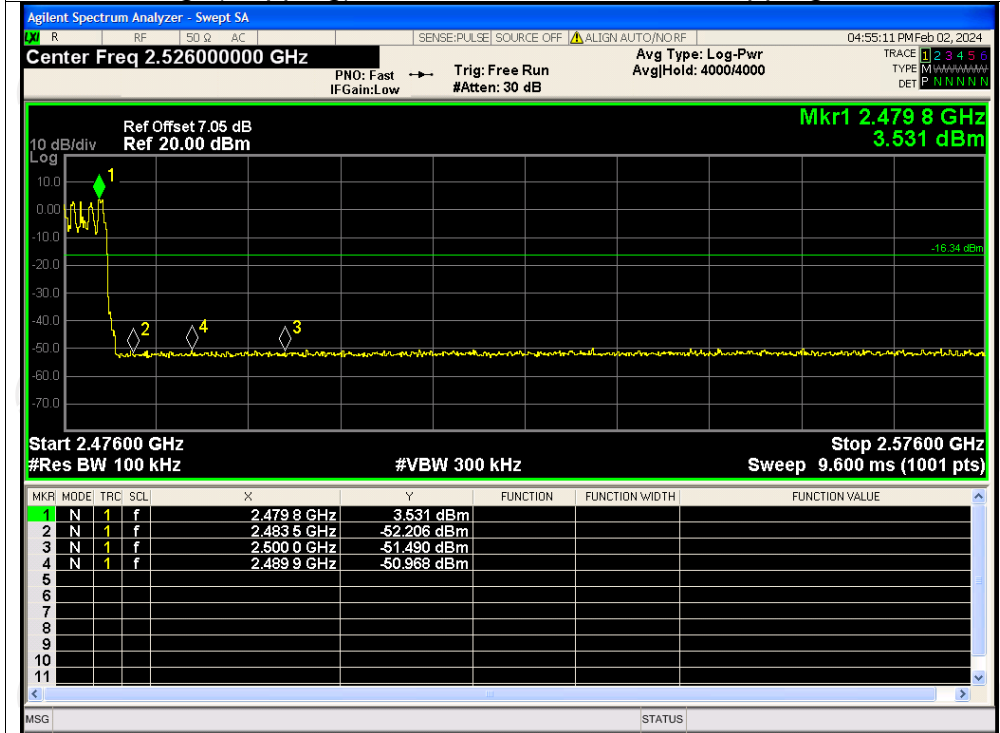 Agilent Spectrum Analyzer - Swept SA
LXI R RF 50 Ω AC SENSE:PULSE SOURCE OFF ALIGN AUTO/NO RF 04:55:11 PM Feb 02, 2024
Center Freq 2.526000000 GHz Avg Type: Log-Pwr TRACE 1 2 3 4 5 6
PNO: Fast Trig: Free Run Avg|Hold: 4000/4000 TYPE M WWWWW
IFGain:Low #Atten: 30 dB DET P N N N N N
Mkr1 2.479 8 GHz
Ref Offset 7.05 dB
10 dB/div Ref 20.00 dBm 3.531 dBm
Log
10.0
1
0.00
-10.0
-16.34 dBm
-20.0
-30.0
-40.0
2 4 3
-50.0
-60.0
-70.0
Start 2.47600 GHz Stop 2.57600 GHz
#Res BW 100 kHz #VBW 300 kHz Sweep 9.600 ms (1001 pts)
MKR MODE TRC SCL X Y FUNCTION FUNCTION WIDTH FUNCTION VALUE
1 N 1 f 2.479 8 GHz 3.531 dBm
2 N 1 f 2.483 5 GHz -52.206 dBm
3 N 1 f 2.500 0 GHz -51.490 dBm
4 N 1 f 2.489 9 GHz -50.968 dBm
5
6
7
8
9
10
11
MSG STATUS